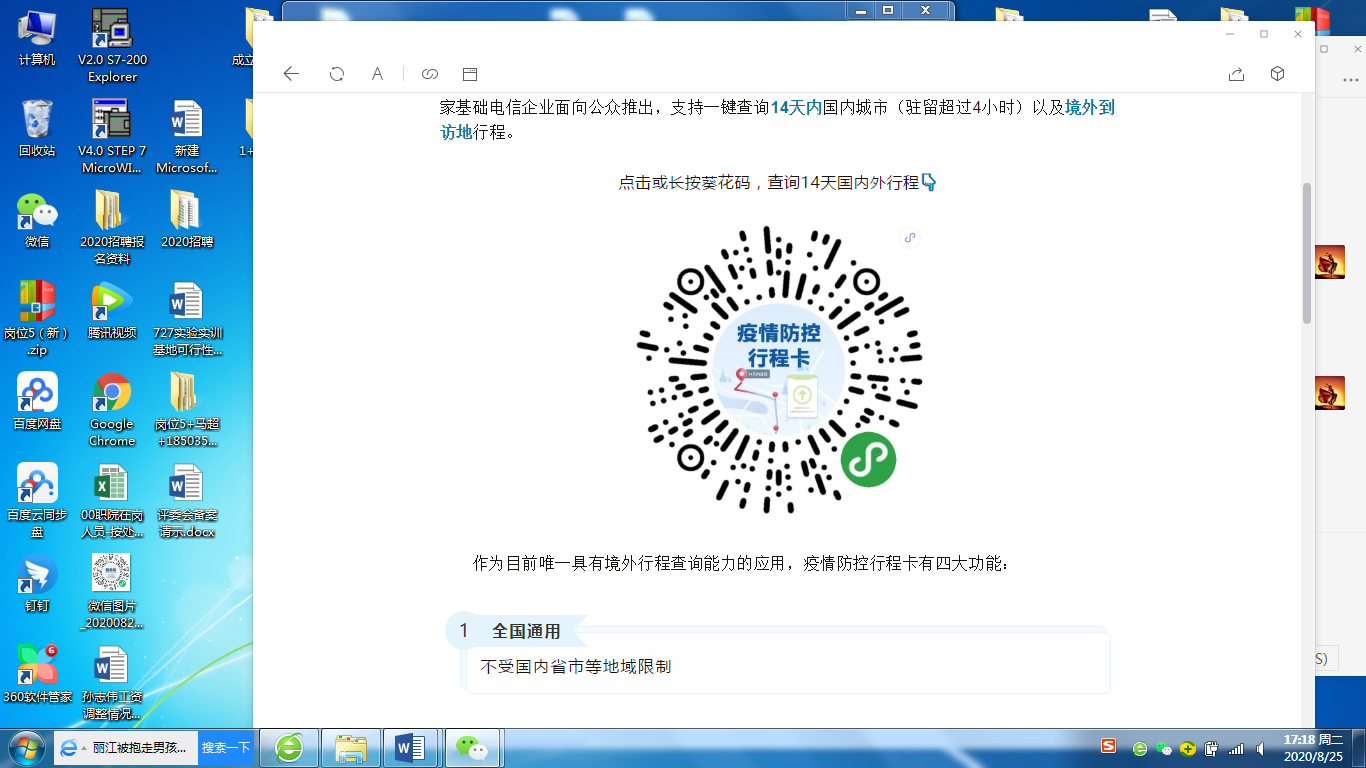 计算机
V2.0 S7-200
Explorer
成立
回收站
V4.0 STEP 7
MicroWI...
新建
Microsof...
1+
微信
2020招聘报
名资料
2020招聘
岗位5（新）
.zip
腾讯视频
727实验实训
基地可行性...
百度网盘
Google
Chrome
岗位5+马超
+185035...
百度云同步
盘
00职院在岗
人员-按处...
评委会备案
请示.docx
钉钉
微信图片
_2020082...
360软件管家
6
孙志伟工资
调整情况...
A
家基础电信企业面向公众推出，支持一键查询14天内国内城市（驻留超过4小时）以及境外到
访地行程。
点击或长按葵花码，查询14天国内外行程
疫情防控
行程卡
作为目前唯一具有境外行程查询能力的应用，疫情防控行程卡有四大功能：
1 全国通用
不受国内省市等地域限制
S)
丽江被抱走男孩...
搜索一下
17:18 周二
2020/8/25